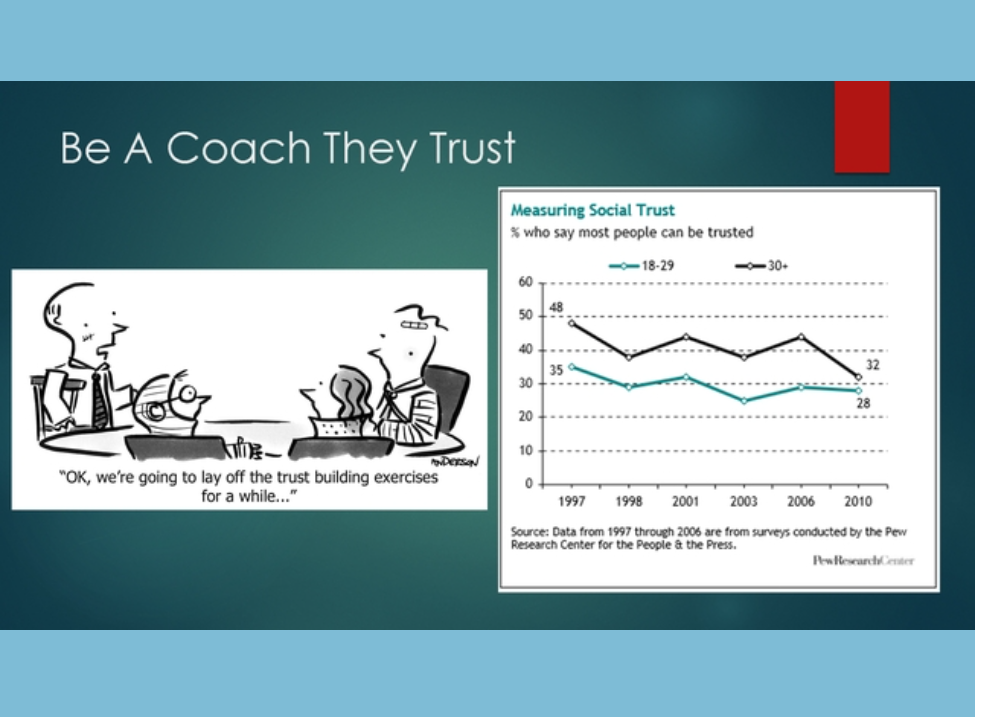 Be A Coach They Trust
"OK, we're going to lay off the trust building exercises
for a while..."
ANDERSON
Measuring Social Trust
% who say most people can be trusted
18-29 30+
60
50
40
30
20
10
0
48
35
32
28
1997 1998 2001 2003 2006 2010
Source: Data from 1997 through 2006 are from surveys conducted by the Pew
Research Center for the People & the Press.
PewResearchCenter